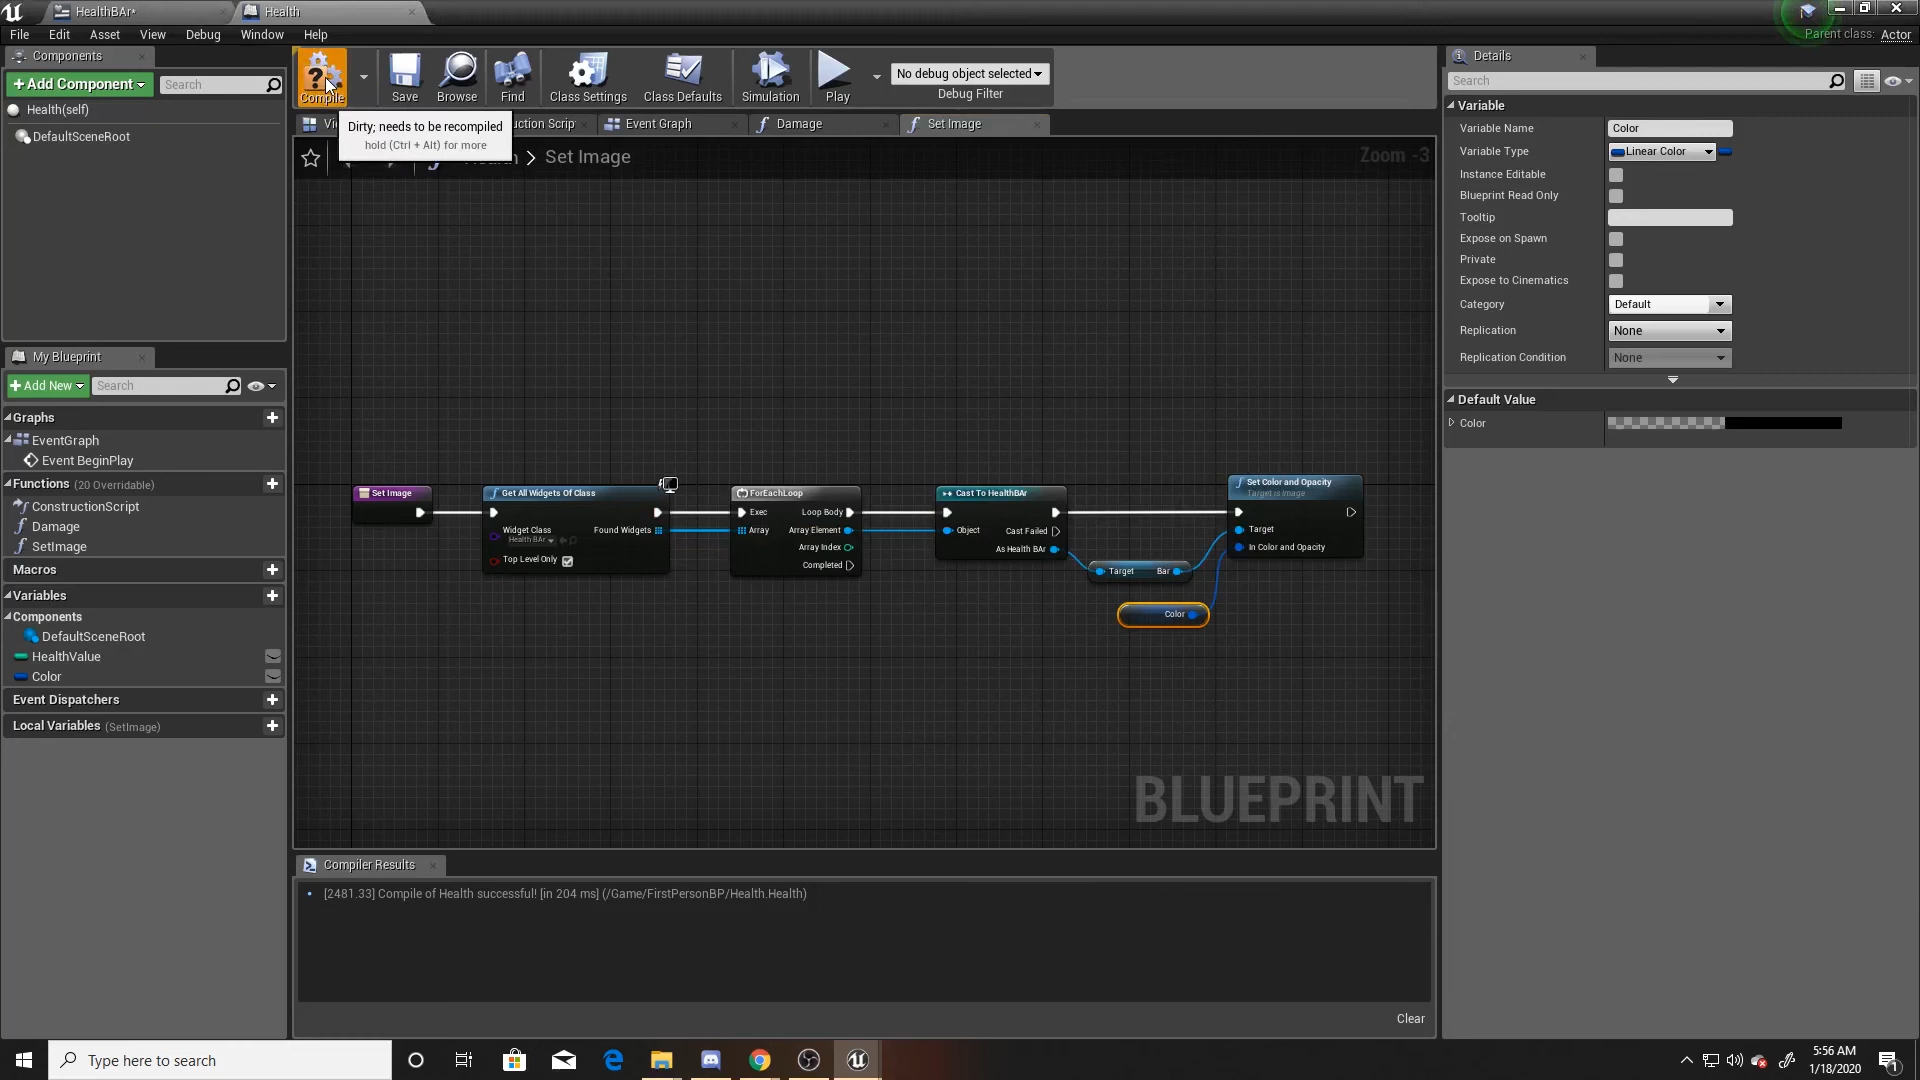 HealthBAr*
Health
File Edit Asset View Debug Window Help
Parent class: Actor
Components
+Add Component
Search
Health(self)
DefaultSceneRoot
Compile
Save
Browse
Find
Class Settings
Class Defaults
Simulation
Play
No debug object selected
Debug Filter
Dirty; needs to be recompiled
hold (Ctrl + Alt) for more
Event Graph
Damage
Set Image
> Set Image
Zoom -3
Set Image
Get All Widgets Of Class
Widget Class
Health BAr
Found Widgets
Top Level Only
ForEachLoop
Exec
Loop Body
Array
Array Element
Array Index
Completed
Cast To HealthBAr
Object
Cast Failed
As Health BAr
Target
Bar
Color
Set Color and Opacity
Target is Image
Target
In Color and Opacity
BLUEPRINT
My Blueprint
+Add New
Search
Graphs
EventGraph
Event BeginPlay
Functions (20 Overridable)
ConstructionScript
Damage
SetImage
Macros
Variables
Components
DefaultSceneRoot
HealthValue
Color
Event Dispatchers
Local Variables (SetImage)
Compiler Results
[2481.33] Compile of Health successful! [in 204 ms] (/Game/FirstPersonBP/Health.Health)
Clear
Details
Search
Variable
Variable Name Color
Variable Type Linear Color
Instance Editable
Blueprint Read Only
Tooltip
Expose on Spawn
Private
Expose to Cinematics
Category Default
Replication None
Replication Condition None
Default Value
Color
Type here to search
5:56 AM
1/18/2020
1